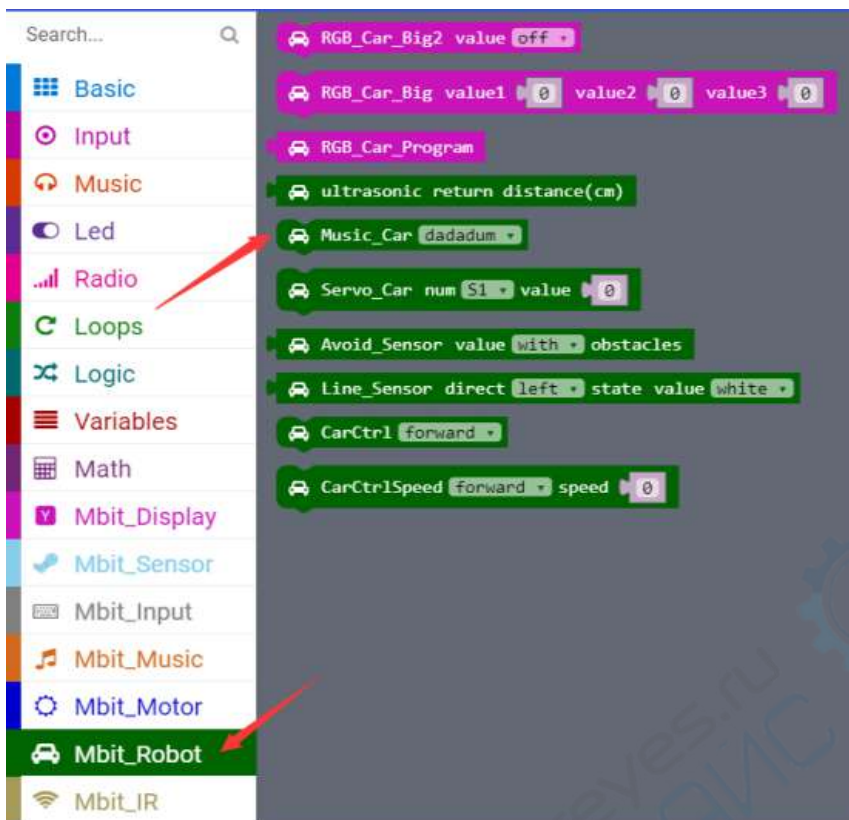 Search...
RGB_Car_Big2 value off
Basic
RGB_Car_Big value1 0 value2 0 value3 0
Input
RGB_Car_Program
Music
ultrasonic return distance(cm)
Led
Music_Car dadadum
Radio
Servo_Car num S1 value 0
Loops
Avoid_Sensor value with obstacles
Logic
Line_Sensor direct left state value white
Variables
CarCtrl forward
Math
CarCtrlSpeed forward speed 0
Mbit_Display
Mbit_Sensor
Mbit_Input
Mbit_Music
Mbit_Motor
Mbit_Robot
Mbit_IR